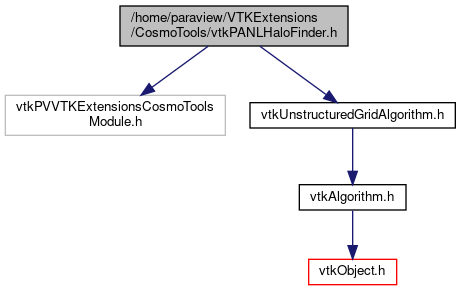 /home/paraview/VTKExtensions
/CosmoTools/vtkPANLHaloFinder.h
vtkPVVTKExtensionsCosmoTools
Module.h
vtkUnstructuredGridAlgorithm.h
vtkAlgorithm.h
vtkObject.h